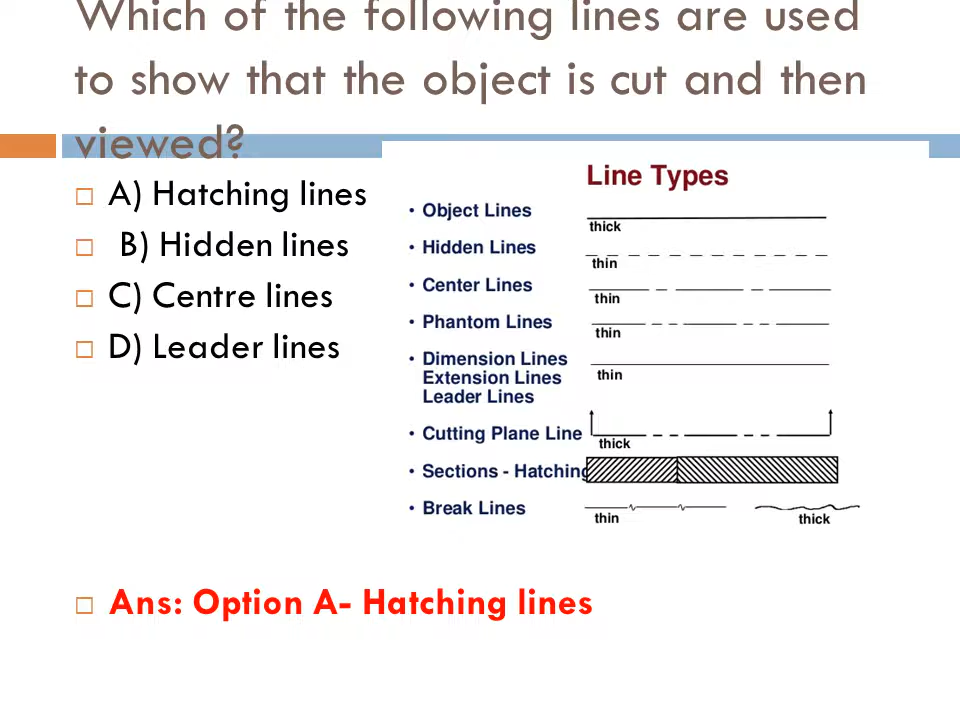 Which of the following lines are used
to show that the object is cut and then
viewed?
A) Hatching lines
B) Hidden lines
C) Centre lines
D) Leader lines
Line Types
• Object Lines
thick
• Hidden Lines
thin
• Center Lines
thin
• Phantom Lines
thin
• Dimension Lines
Extension Lines
Leader Lines
thin
• Cutting Plane Line
thick
• Sections - Hatching
• Break Lines
thin
thick
Ans: Option A- Hatching lines